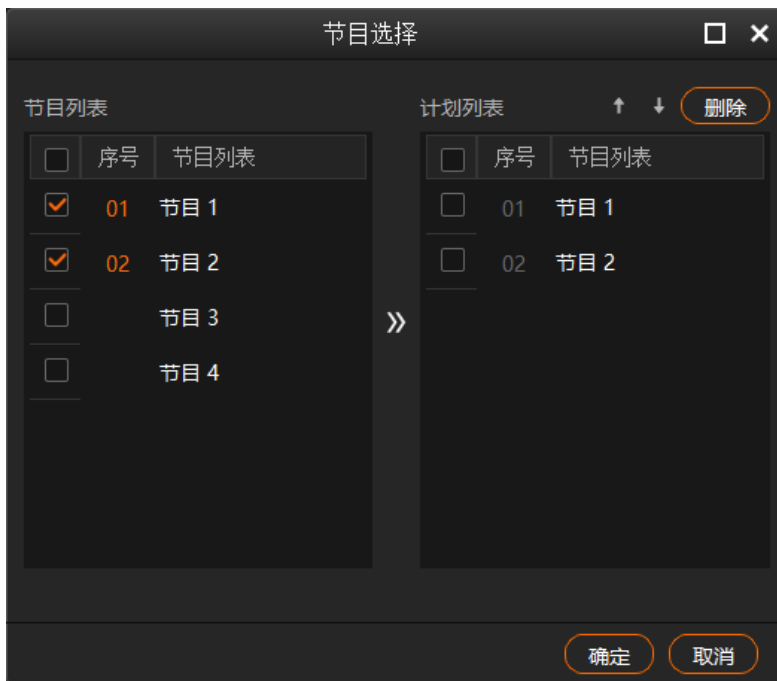 节目选择
节目列表
序号 节目列表
01 节目 1
02 节目 2
节目 3
节目 4
计划列表 删除
序号 节目列表
01 节目 1
02 节目 2
确定 取消